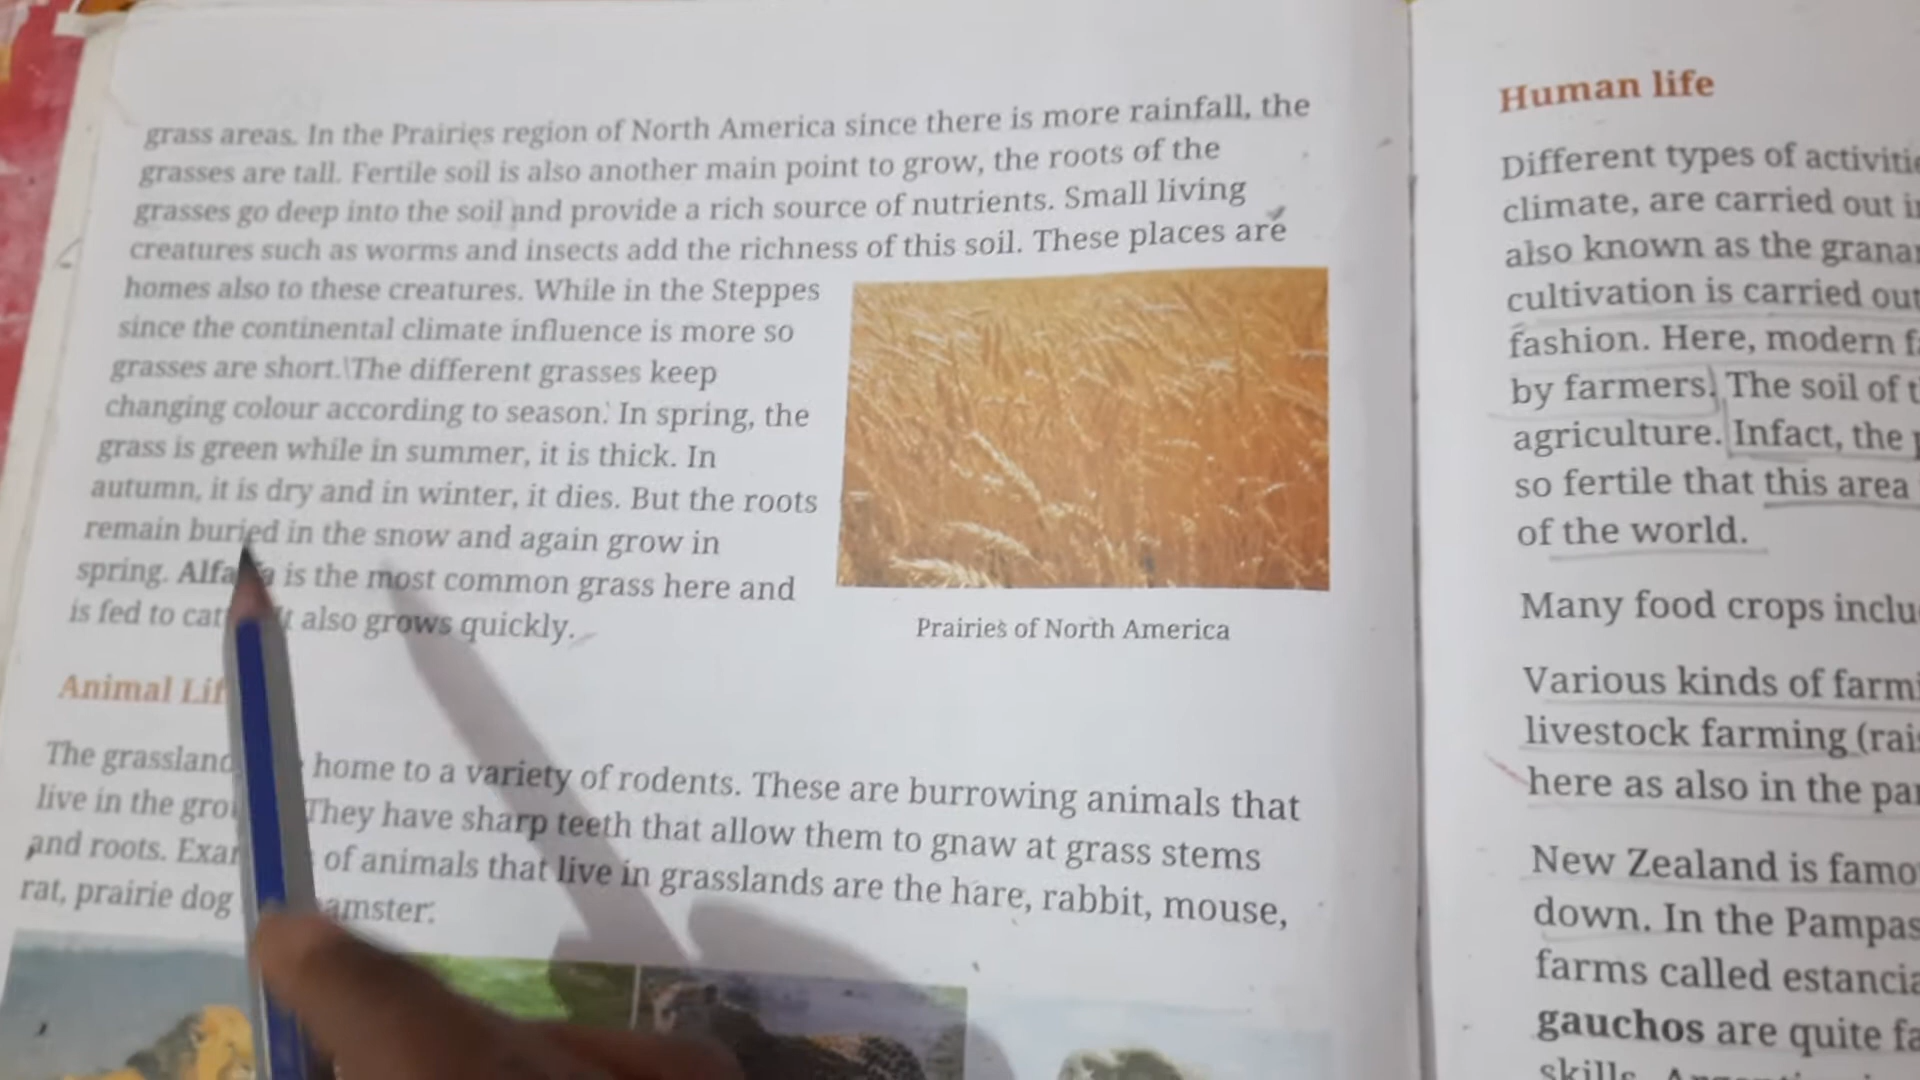 grass areas. In the Prairies region of North America since there is more rainfall, the
grasses are tall. Fertile soil is also another main point to grow, the roots of the
grasses go deep into the soil and provide a rich source of nutrients. Small living
creatures such as worms and insects add the richness of this soil. These places are
homes also to these creatures. While in the Steppes
since the continental climate influence is more so
grasses are short. The different grasses keep
changing colour according to season. In spring, the
grass is green while in summer, it is thick. In
autumn, it is dry and in winter, it dies. But the roots
remain buried in the snow and again grow in
spring. is the most common grass here and
is fed to also grows quickly.
Prairies of North America
Animal
The home to a variety of rodents. These are burrowing animals that
live in the They have sharp teeth that allow them to gnaw at grass stems
and roots. of animals that live in grasslands are the hare, rabbit, mouse,
rat, prairie dog
Human life
Different types of
climate, are carried out
also known as the
cultivation is carried out
fashion. Here, modern
by farmers. The soil of
agriculture. Infact, the
so fertile that this area
of the world.
Many food crops
Various kinds of
livestock farming
here as also in the
New Zealand is
down. In the Pampas
farms called
gauchos are quite
skills.